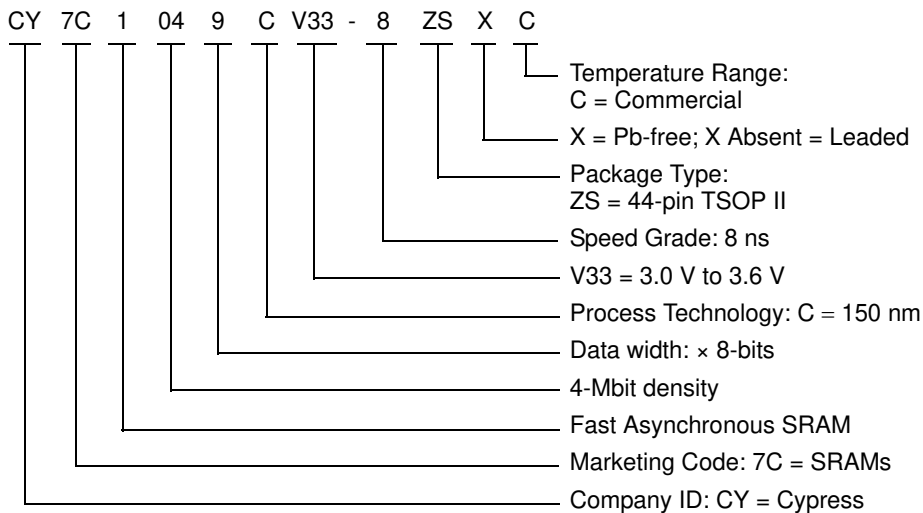 CY 7C 1 04 9 C V33 - 8 ZS X C
Temperature Range:
C = Commercial
X = Pb-free; X Absent = Leaded
Package Type:
ZS = 44-pin TSOP II
Speed Grade: 8 ns
V33 = 3.0 V to 3.6 V
Process Technology: C = 150 nm
Data width: × 8-bits
4-Mbit density
Fast Asynchronous SRAM
Marketing Code: 7C = SRAMs
Company ID: CY = Cypress